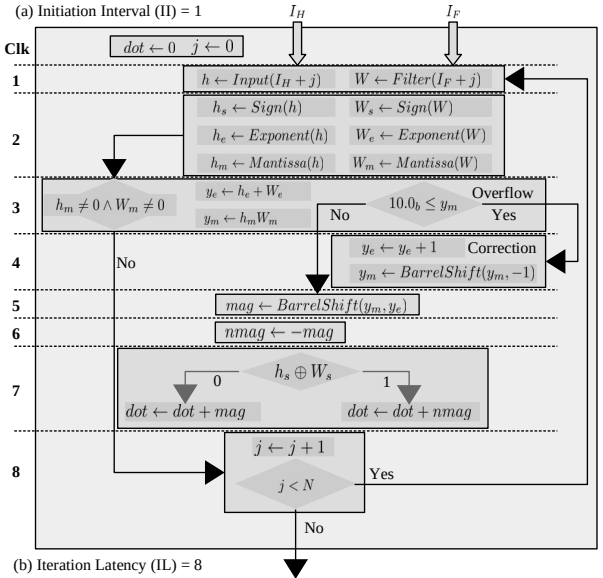 (a) Initiation Interval (II) = 1
I_H I_F
Clk
dot ← 0 j ← 0
1
h ← Input(I_H + j) W ← Filter(I_F + j)
h_s ← Sign(h) W_s ← Sign(W)
2
h_e ← Exponent(h) W_e ← Exponent(W)
h_m ← Mantissa(h) W_m ← Mantissa(W)
3
h_m ≠ 0 ∧ W_m ≠ 0
y_e ← h_e + W_e
y_m ← h_m W_m
10.0_b ≤ y_m
Overflow
No Yes
4
y_e ← y_e + 1 Correction
y_m ← BarrelShift(y_m, −1)
No
5
mag ← BarrelShift(y_m, y_e)
6
nmag ← −mag
7
h_s ⊕ W_s
0 1
dot ← dot + mag dot ← dot + nmag
8
j ← j + 1
j < N
Yes
No
(b) Iteration Latency (IL) = 8